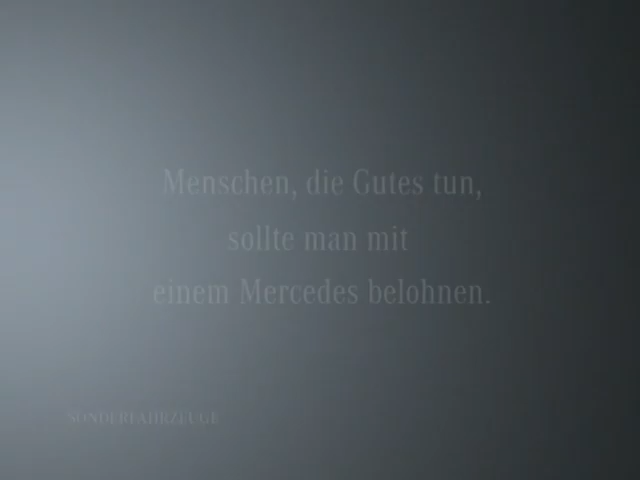 Menschen, die Gutes tun,
sollte man mit
einem Mercedes belohnen.
SONDERFAHRZEUGE